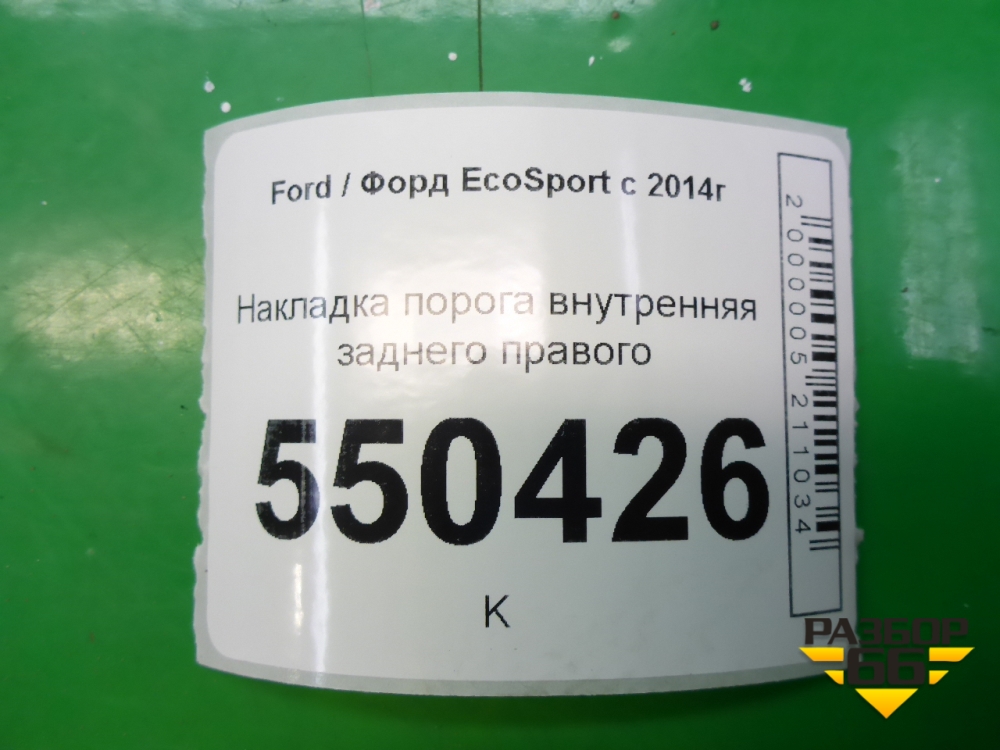 Ford / Форд EcoSport с 2014г
Накладка порога внутренняя
заднего правого
550426
К
2000005211034
РАЗБОР
66